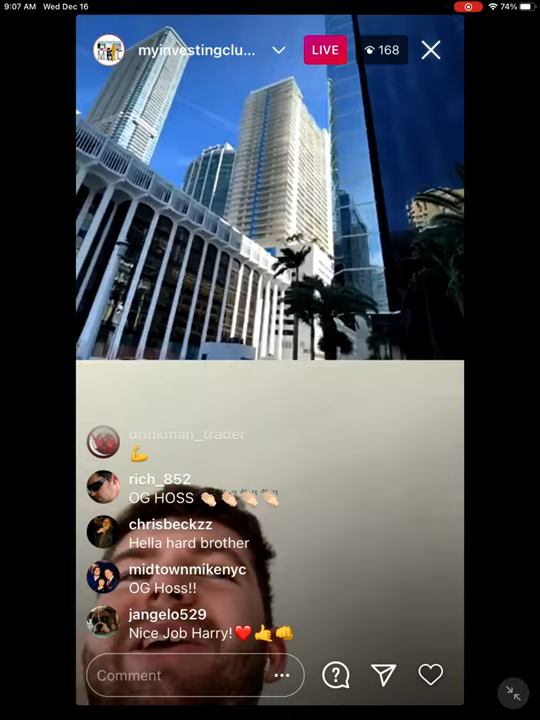 9:07 AM Wed Dec 16
74%
myinvestingclu...
LIVE
168
drinkman_trader
💪
rich_852
OG HOSS 👏🏻👏🏻👏🏻👏🏻
chrisbeckzz
Hella hard brother
midtownmikenyc
OG Hoss!!
jangelo529
Nice Job Harry!❤️🤙👊
Comment